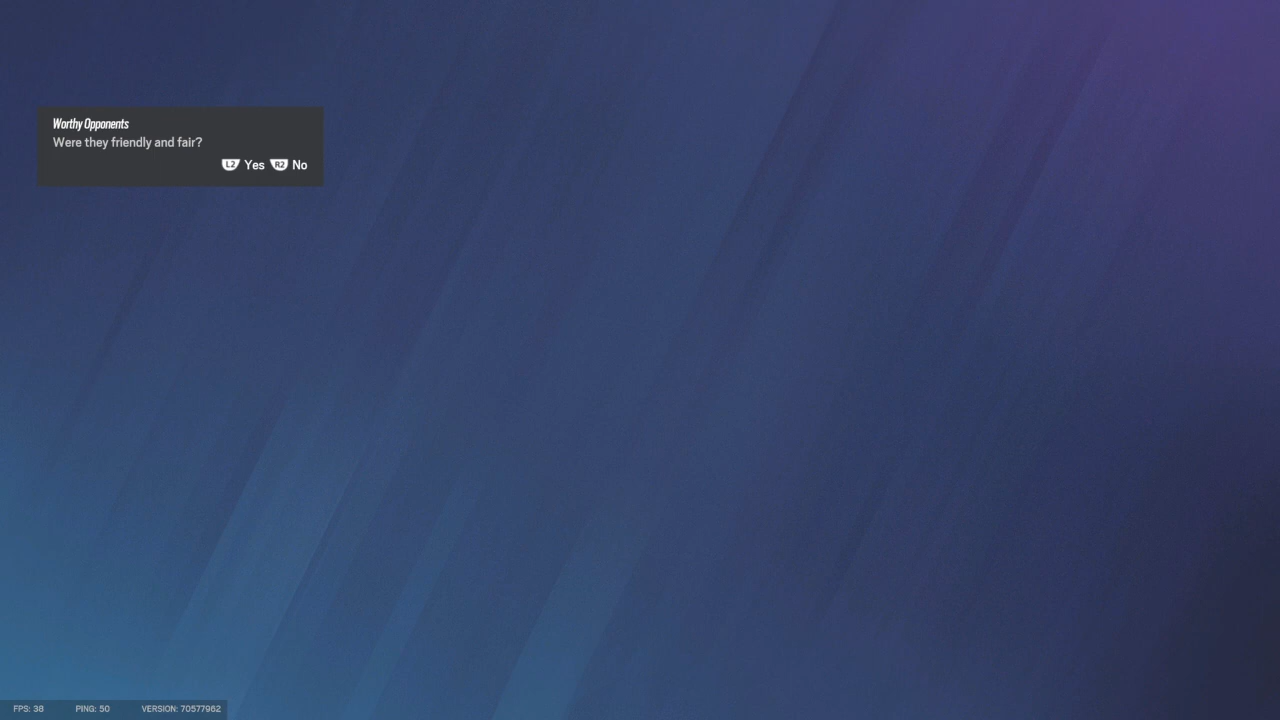 Worthy Opponents
Were they friendly and fair?
L2 Yes R2 No
FPS: 38 PING: 50 VERSION: 70577962